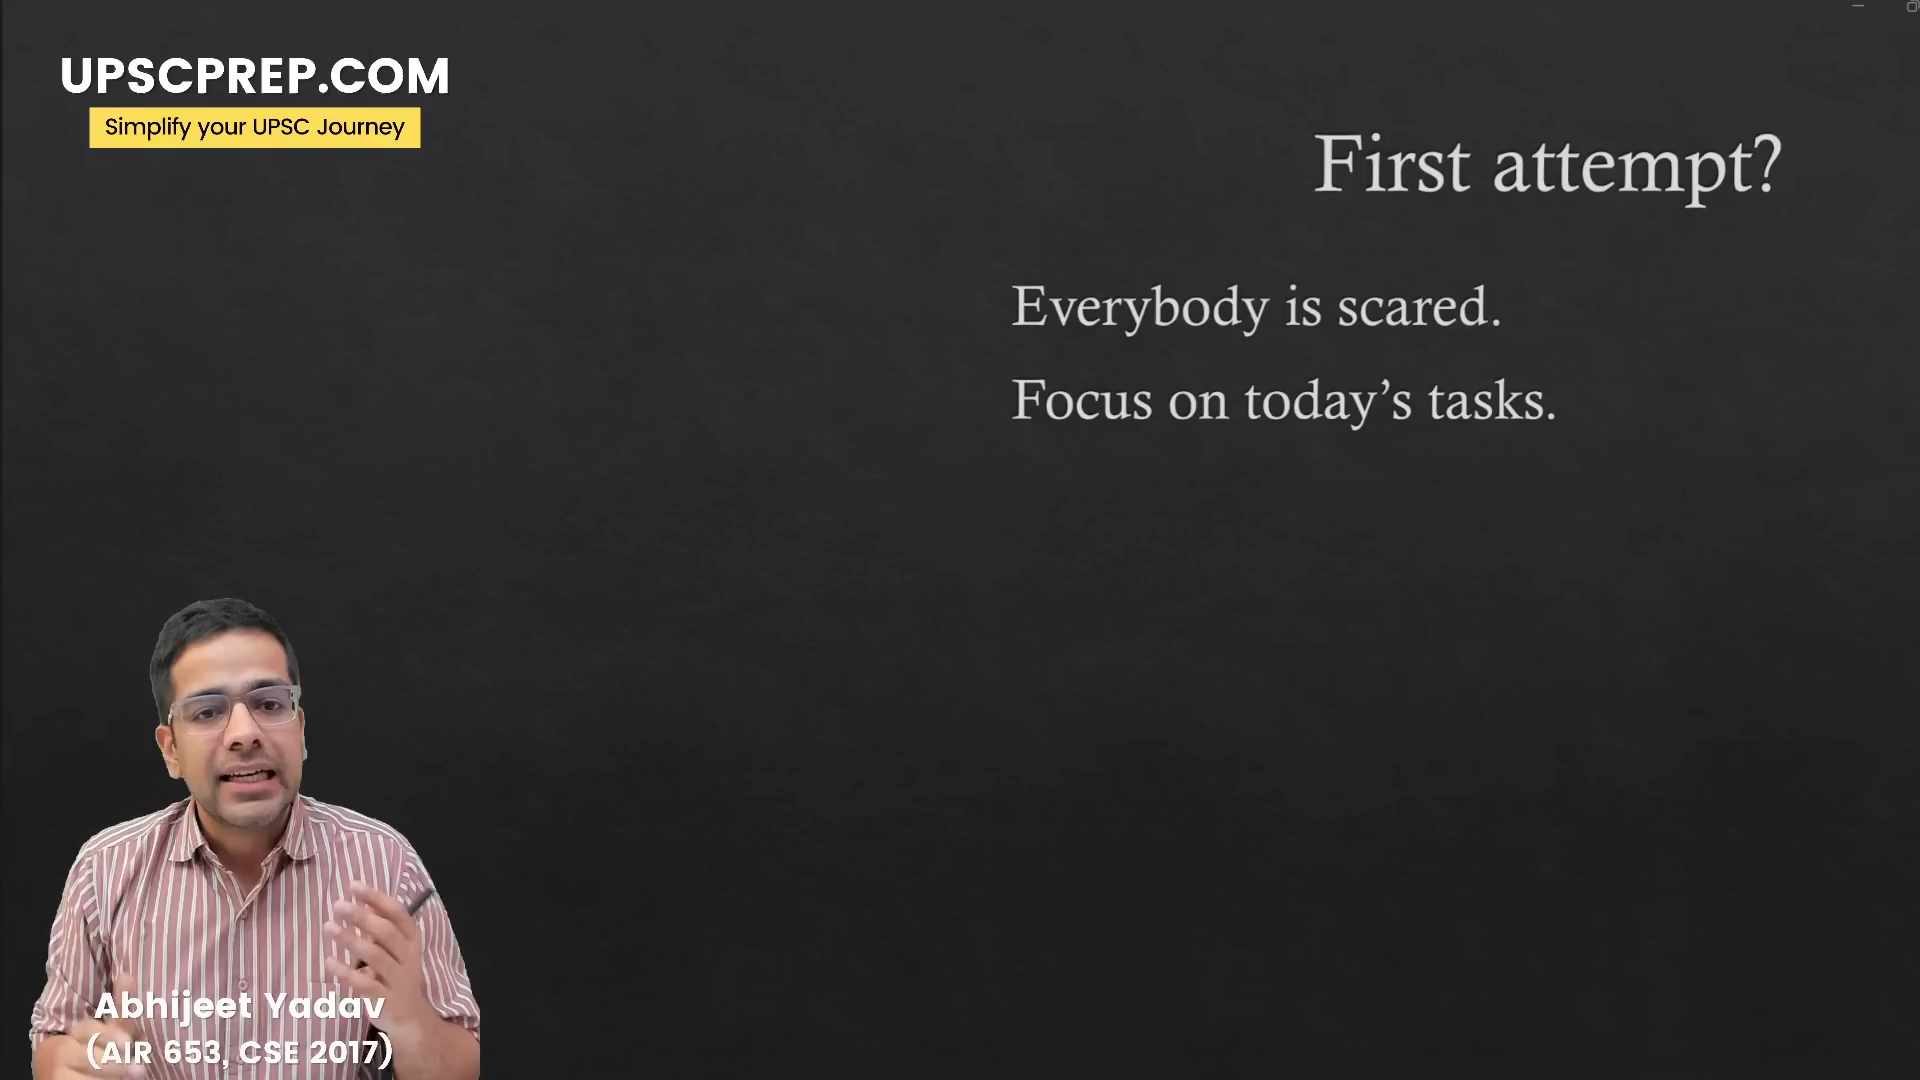 UPSCPREP.COM
Simplify your UPSC Journey
First attempt?
Everybody is scared.
Focus on today’s tasks.
Abhijeet Yadav
(AIR 653, CSE 2017)